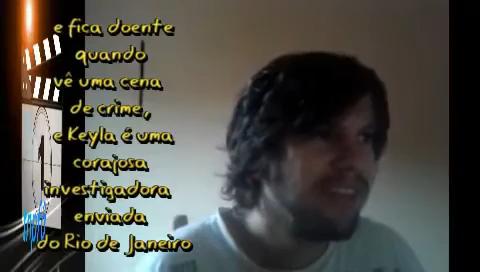 e fica doente
quando
vê uma cena
de crime,
e Keyla é uma
corajosa
investigadora
enviada
do Rio de Janeiro